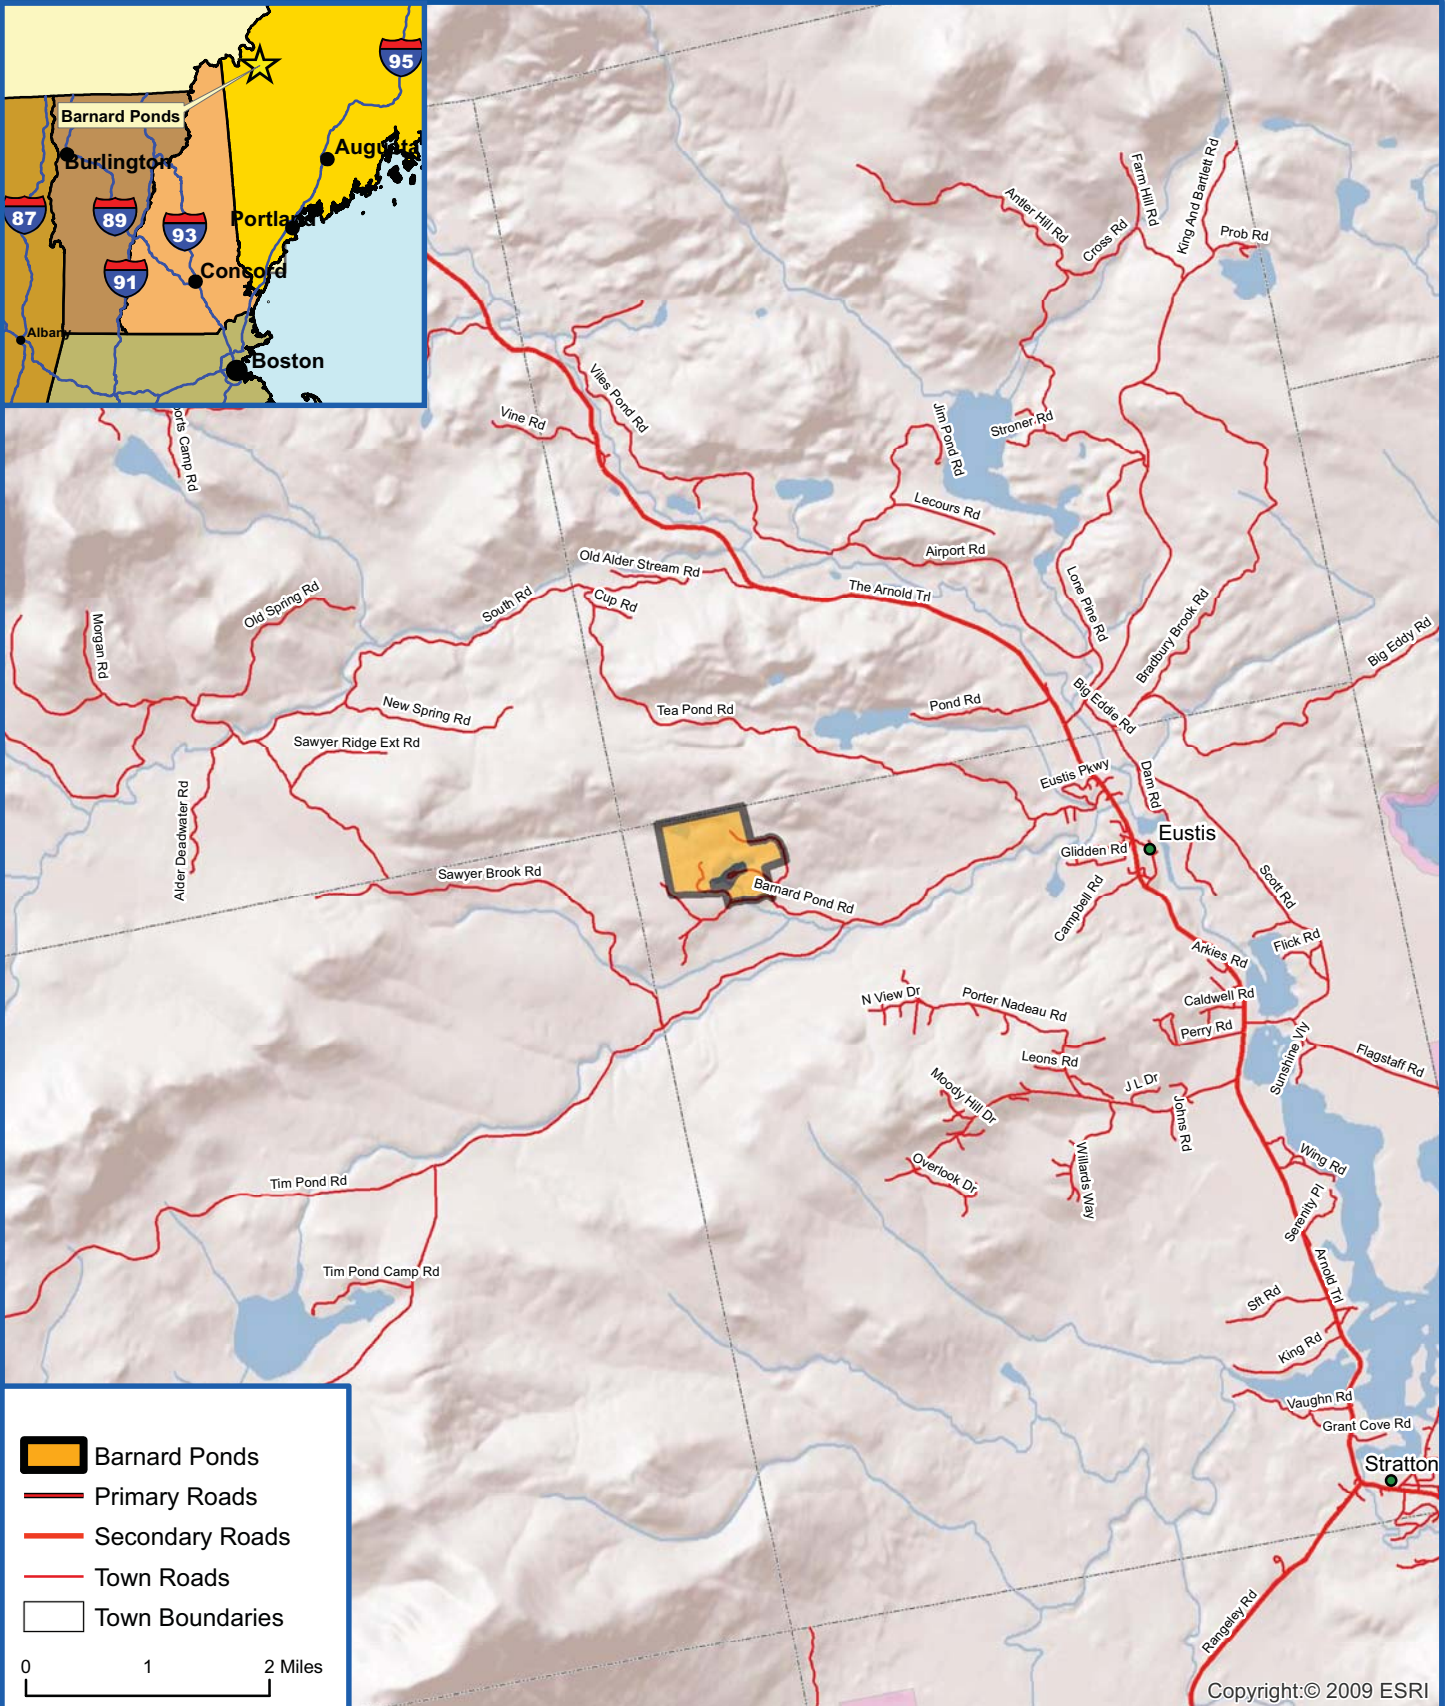 95
Barnard Ponds
Burlington
Augusta
87
89
93
Portland
91
Concord
Albany
Boston
Farm Hill Rd
King And Bartlett Rd
Antler Hill Rd
Cross Rd
Prob Rd
Viles Pond Rd
Vine Rd
Jim Pond Rd
Stroner Rd
orts Camp Rd
Lecours Rd
Airport Rd
Old Alder Stream Rd
The Arnold Trl
Lone Pine Rd
Bradbury Brook Rd
Old Spring Rd
South Rd
Cup Rd
Morgan Rd
Big Eddy Rd
New Spring Rd
Tea Pond Rd
Pond Rd
Big Eddie Rd
Sawyer Ridge Ext Rd
Eustis Pkwy
Dam Rd
Alder Deadwater Rd
Eustis
Glidden Rd
Sawyer Brook Rd
Barnard Pond Rd
Campbell Rd
Scott Rd
Arkies Rd
Flick Rd
N View Dr
Porter Nadeau Rd
Caldwell Rd
Perry Rd
Sunshine Vly
Flagstaff Rd
Leons Rd
Moody Hill Dr
J L Dr
Johns Rd
Willards Way
Wing Rd
Overlook Dr
Serenity Pl
Tim Pond Rd
Arnold Trl
Tim Pond Camp Rd
Sft Rd
King Rd
Vaughn Rd
Grant Cove Rd
Stratton
Rangeley Rd
Barnard Ponds
Primary Roads
Secondary Roads
Town Roads
Town Boundaries
0 1 2 Miles
Copyright:© 2009 ESRI